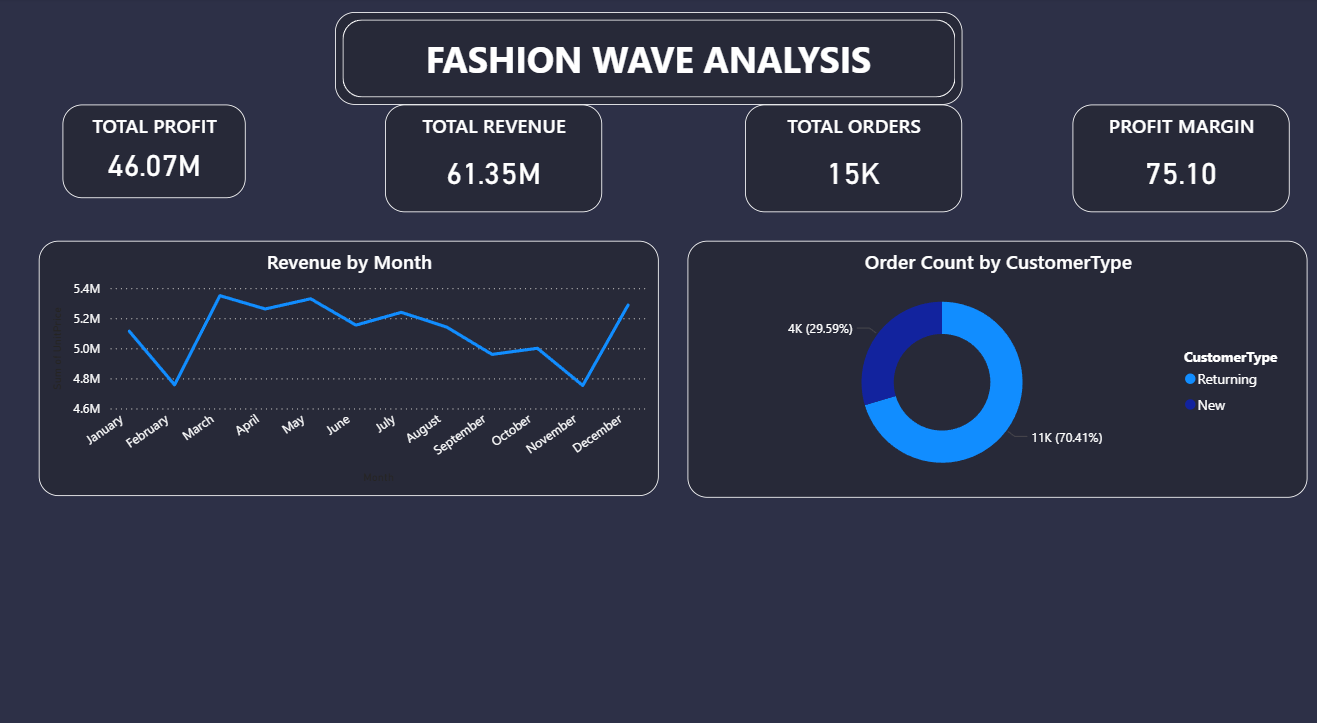 FASHION WAVE ANALYSIS
TOTAL PROFIT
46.07M
TOTAL REVENUE
61.35M
TOTAL ORDERS
15K
PROFIT MARGIN
75.10
Revenue by Month
5.4M
5.2M
5.0M
4.8M
4.6M
January
February
March
April
May
June
July
August
September
October
November
December
Month
Order Count by CustomerType
4K (29.59%)
11K (70.41%)
CustomerType
Returning
New